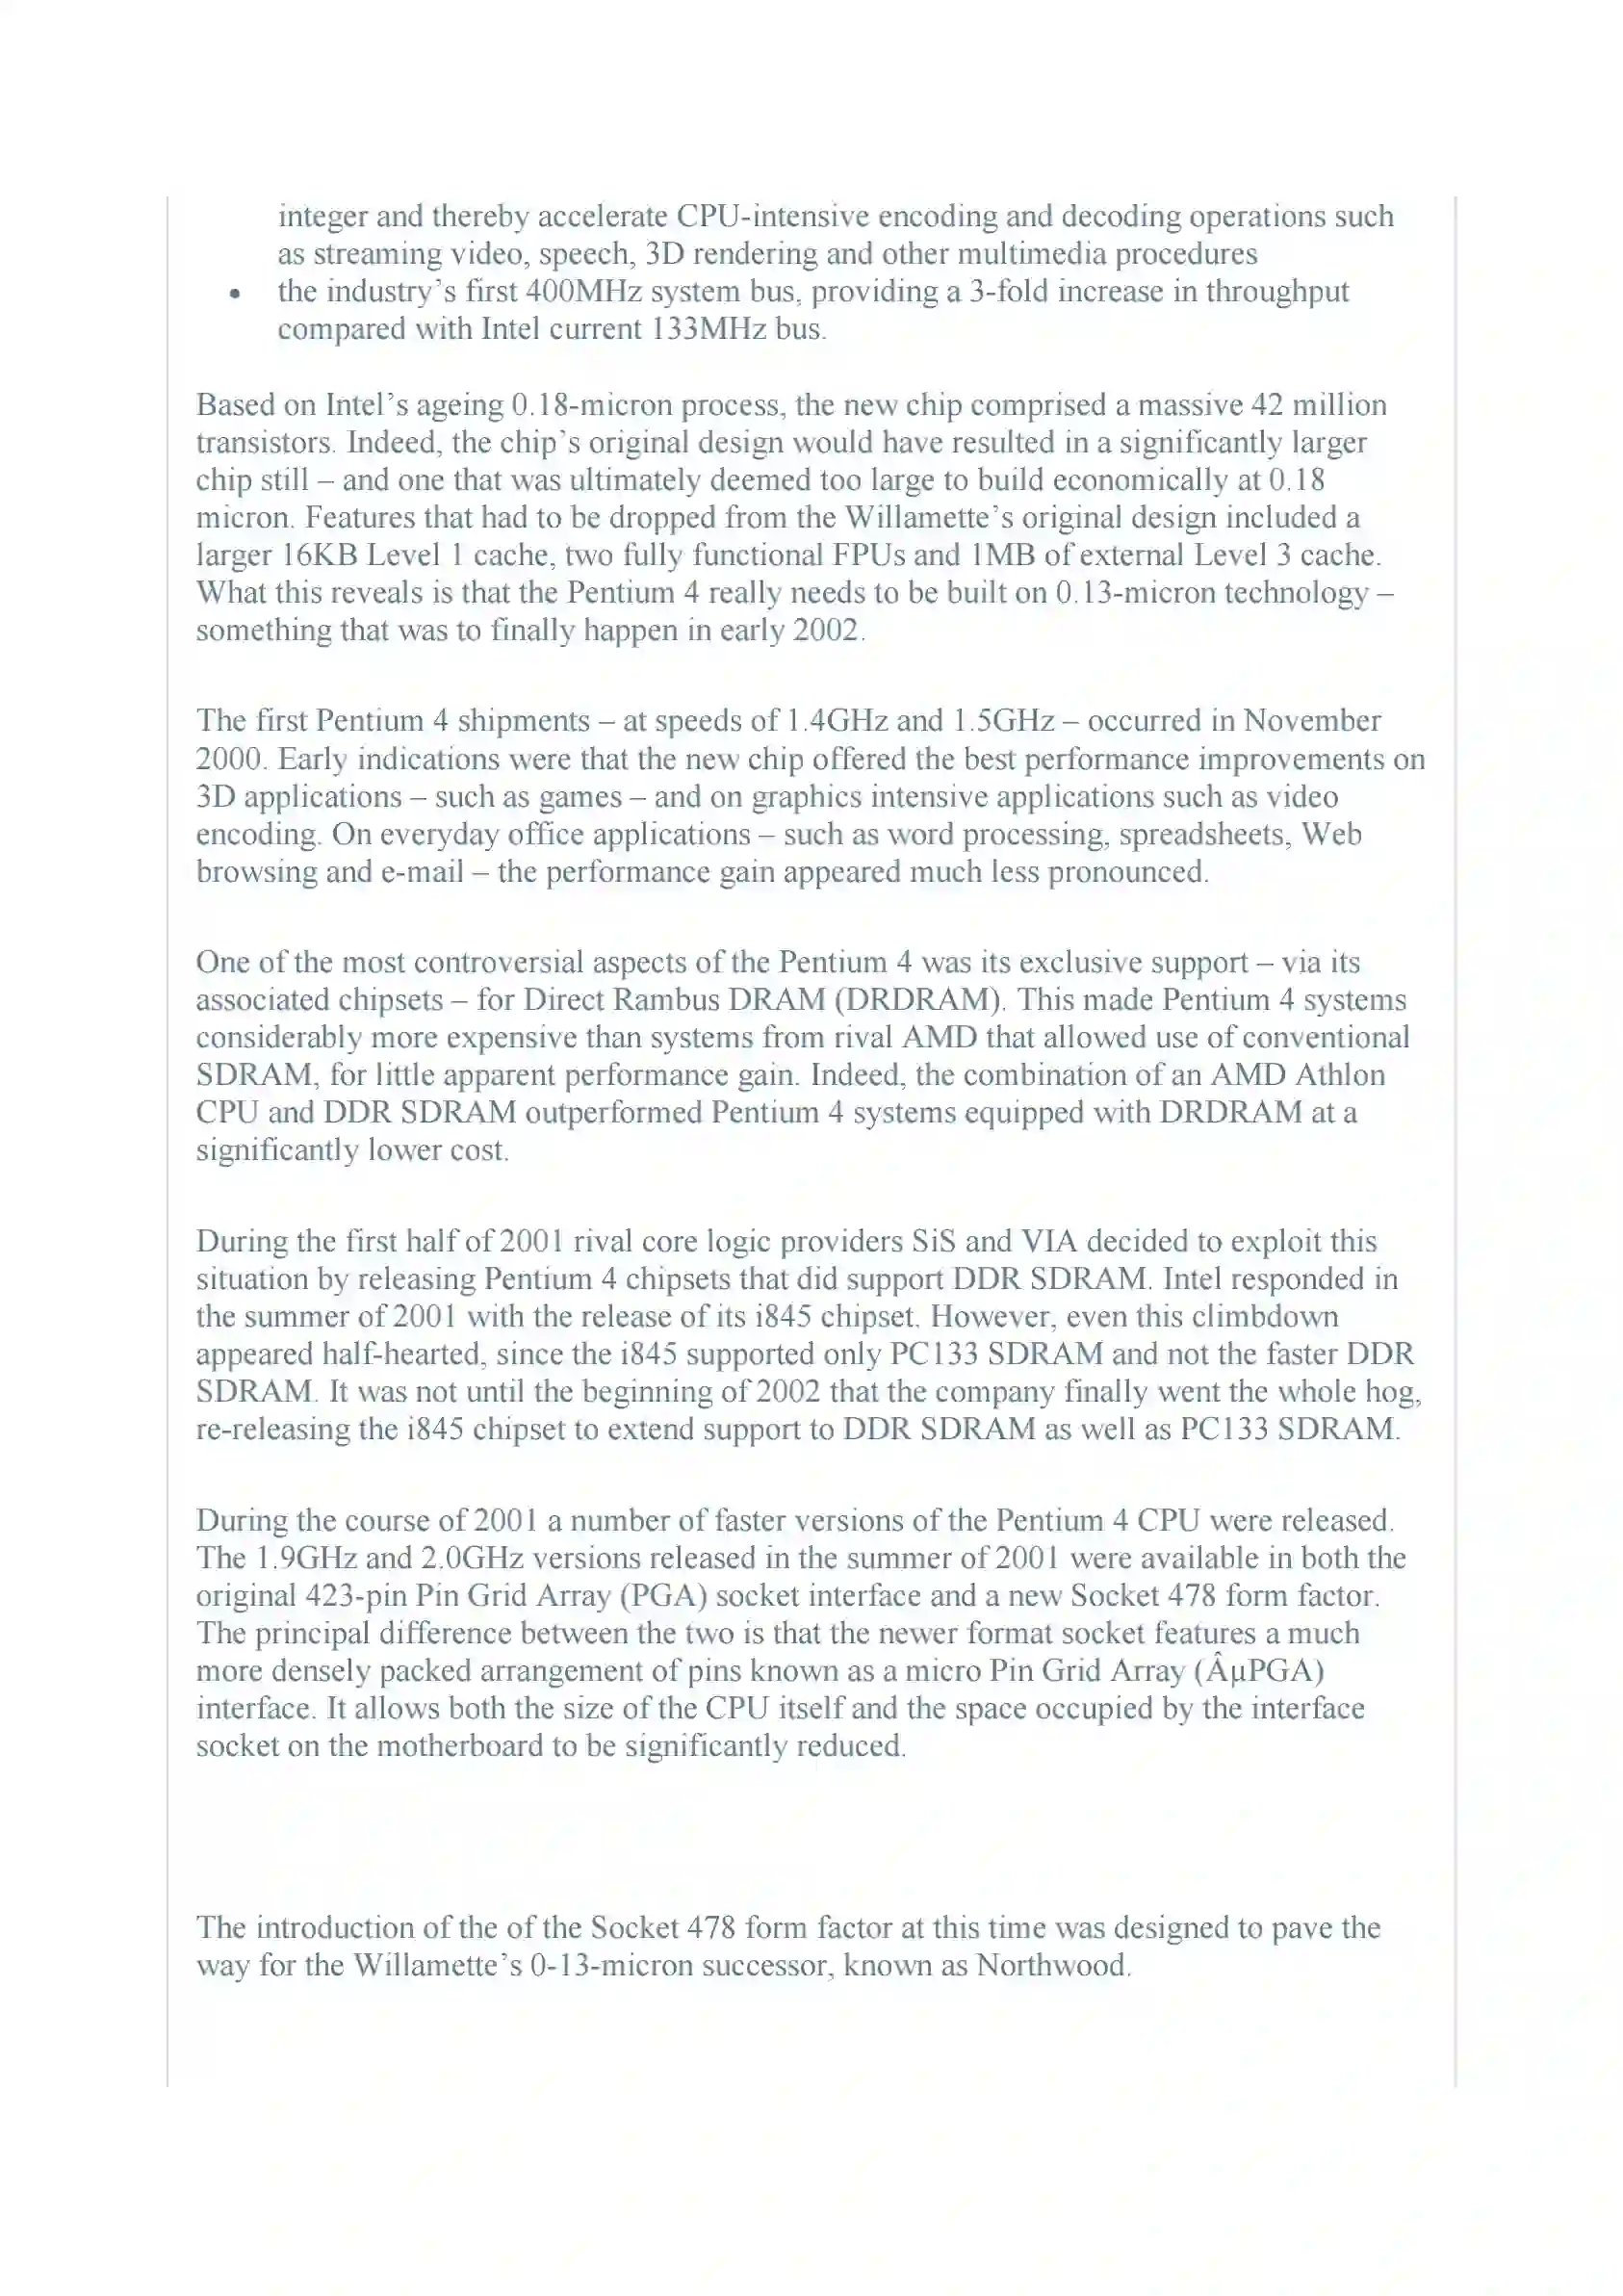 integer and thereby accelerate CPU-intensive encoding and decoding operations such
as streaming video, speech, 3D rendering and other multimedia procedures
• the industry’s first 400MHz system bus, providing a 3-fold increase in throughput
compared with Intel current 133MHz bus.
Based on Intel’s ageing 0.18-micron process, the new chip comprised a massive 42 million
transistors. Indeed, the chip’s original design would have resulted in a significantly larger
chip still – and one that was ultimately deemed too large to build economically at 0.18
micron. Features that had to be dropped from the Willamette’s original design included a
larger 16KB Level 1 cache, two fully functional FPUs and 1MB of external Level 3 cache.
What this reveals is that the Pentium 4 really needs to be built on 0.13-micron technology –
something that was to finally happen in early 2002.
The first Pentium 4 shipments – at speeds of 1.4GHz and 1.5GHz – occurred in November
2000. Early indications were that the new chip offered the best performance improvements on
3D applications – such as games – and on graphics intensive applications such as video
encoding. On everyday office applications – such as word processing, spreadsheets, Web
browsing and e-mail – the performance gain appeared much less pronounced.
One of the most controversial aspects of the Pentium 4 was its exclusive support – via its
associated chipsets – for Direct Rambus DRAM (DRDRAM). This made Pentium 4 systems
considerably more expensive than systems from rival AMD that allowed use of conventional
SDRAM, for little apparent performance gain. Indeed, the combination of an AMD Athlon
CPU and DDR SDRAM outperformed Pentium 4 systems equipped with DRDRAM at a
significantly lower cost.
During the first half of 2001 rival core logic providers SiS and VIA decided to exploit this
situation by releasing Pentium 4 chipsets that did support DDR SDRAM. Intel responded in
the summer of 2001 with the release of its i845 chipset. However, even this climbdown
appeared half-hearted, since the i845 supported only PC133 SDRAM and not the faster DDR
SDRAM. It was not until the beginning of 2002 that the company finally went the whole hog,
re-releasing the i845 chipset to extend support to DDR SDRAM as well as PC133 SDRAM.
During the course of 2001 a number of faster versions of the Pentium 4 CPU were released.
The 1.9GHz and 2.0GHz versions released in the summer of 2001 were available in both the
original 423-pin Pin Grid Array (PGA) socket interface and a new Socket 478 form factor.
The principal difference between the two is that the newer format socket features a much
more densely packed arrangement of pins known as a micro Pin Grid Array (ÂµPGA)
interface. It allows both the size of the CPU itself and the space occupied by the interface
socket on the motherboard to be significantly reduced.
The introduction of the of the Socket 478 form factor at this time was designed to pave the
way for the Willamette’s 0-13-micron successor, known as Northwood.